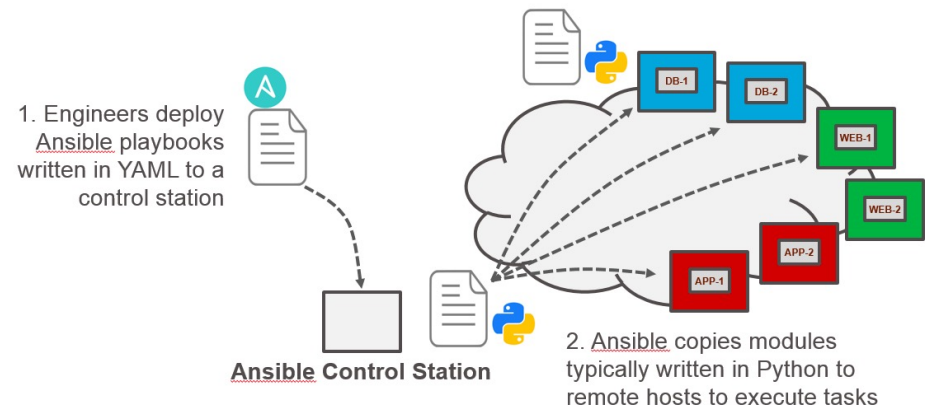 1. Engineers deploy
Ansible playbooks
written in YAML to a
control station
DB-1
DB-2
WEB-1
WEB-2
APP-2
APP-1
Ansible Control Station
2. Ansible copies modules
typically written in Python to
remote hosts to execute tasks